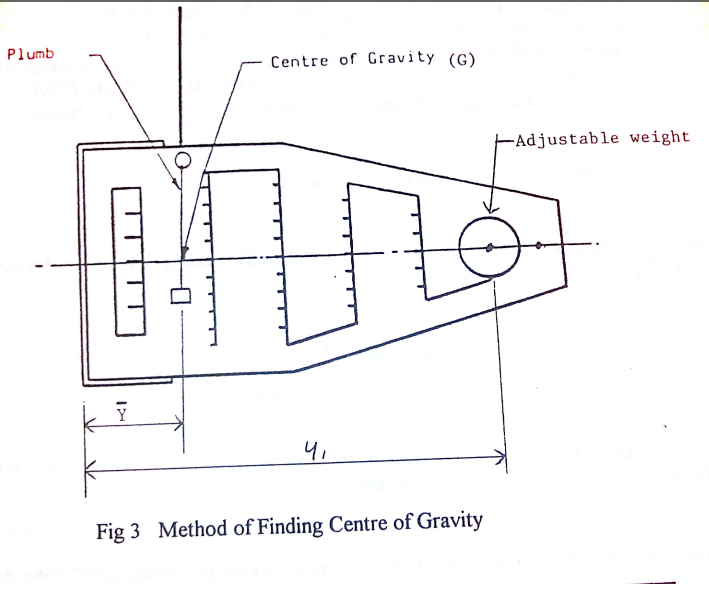 Plumb
Centre of Gravity (G)
Adjustable weight
Y̅
y₁
Fig 3 Method of Finding Centre of Gravity